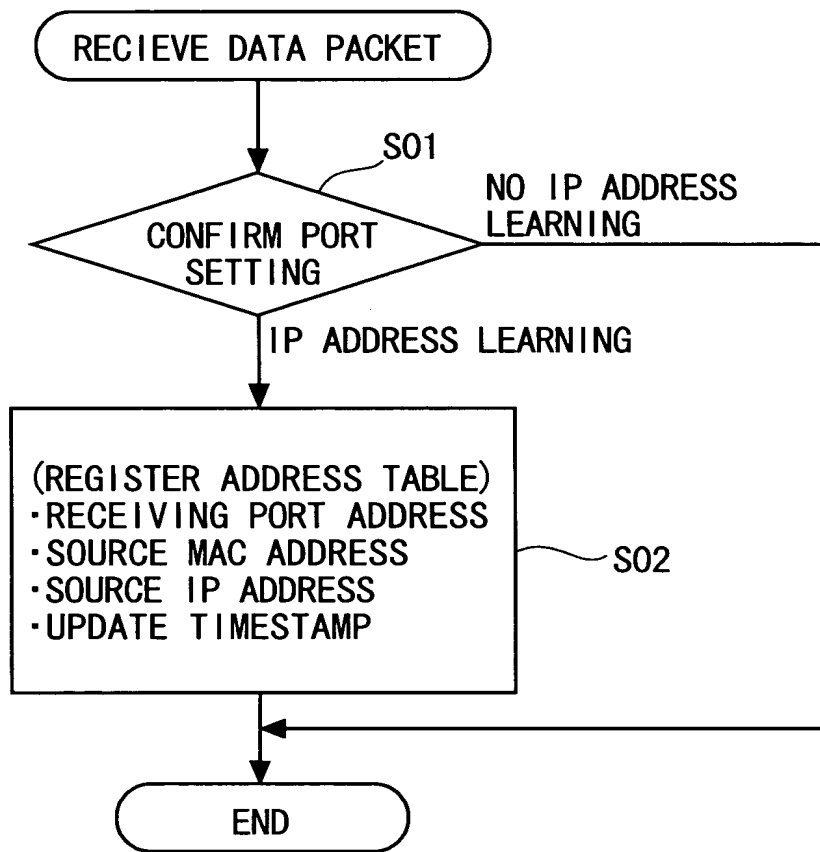 RECIEVE DATA PACKET
S01
CONFIRM PORT
SETTING
NO IP ADDRESS
LEARNING
IP ADDRESS LEARNING
(REGISTER ADDRESS TABLE)
·RECEIVING PORT ADDRESS
·SOURCE MAC ADDRESS
·SOURCE IP ADDRESS
·UPDATE TIMESTAMP
S02
END